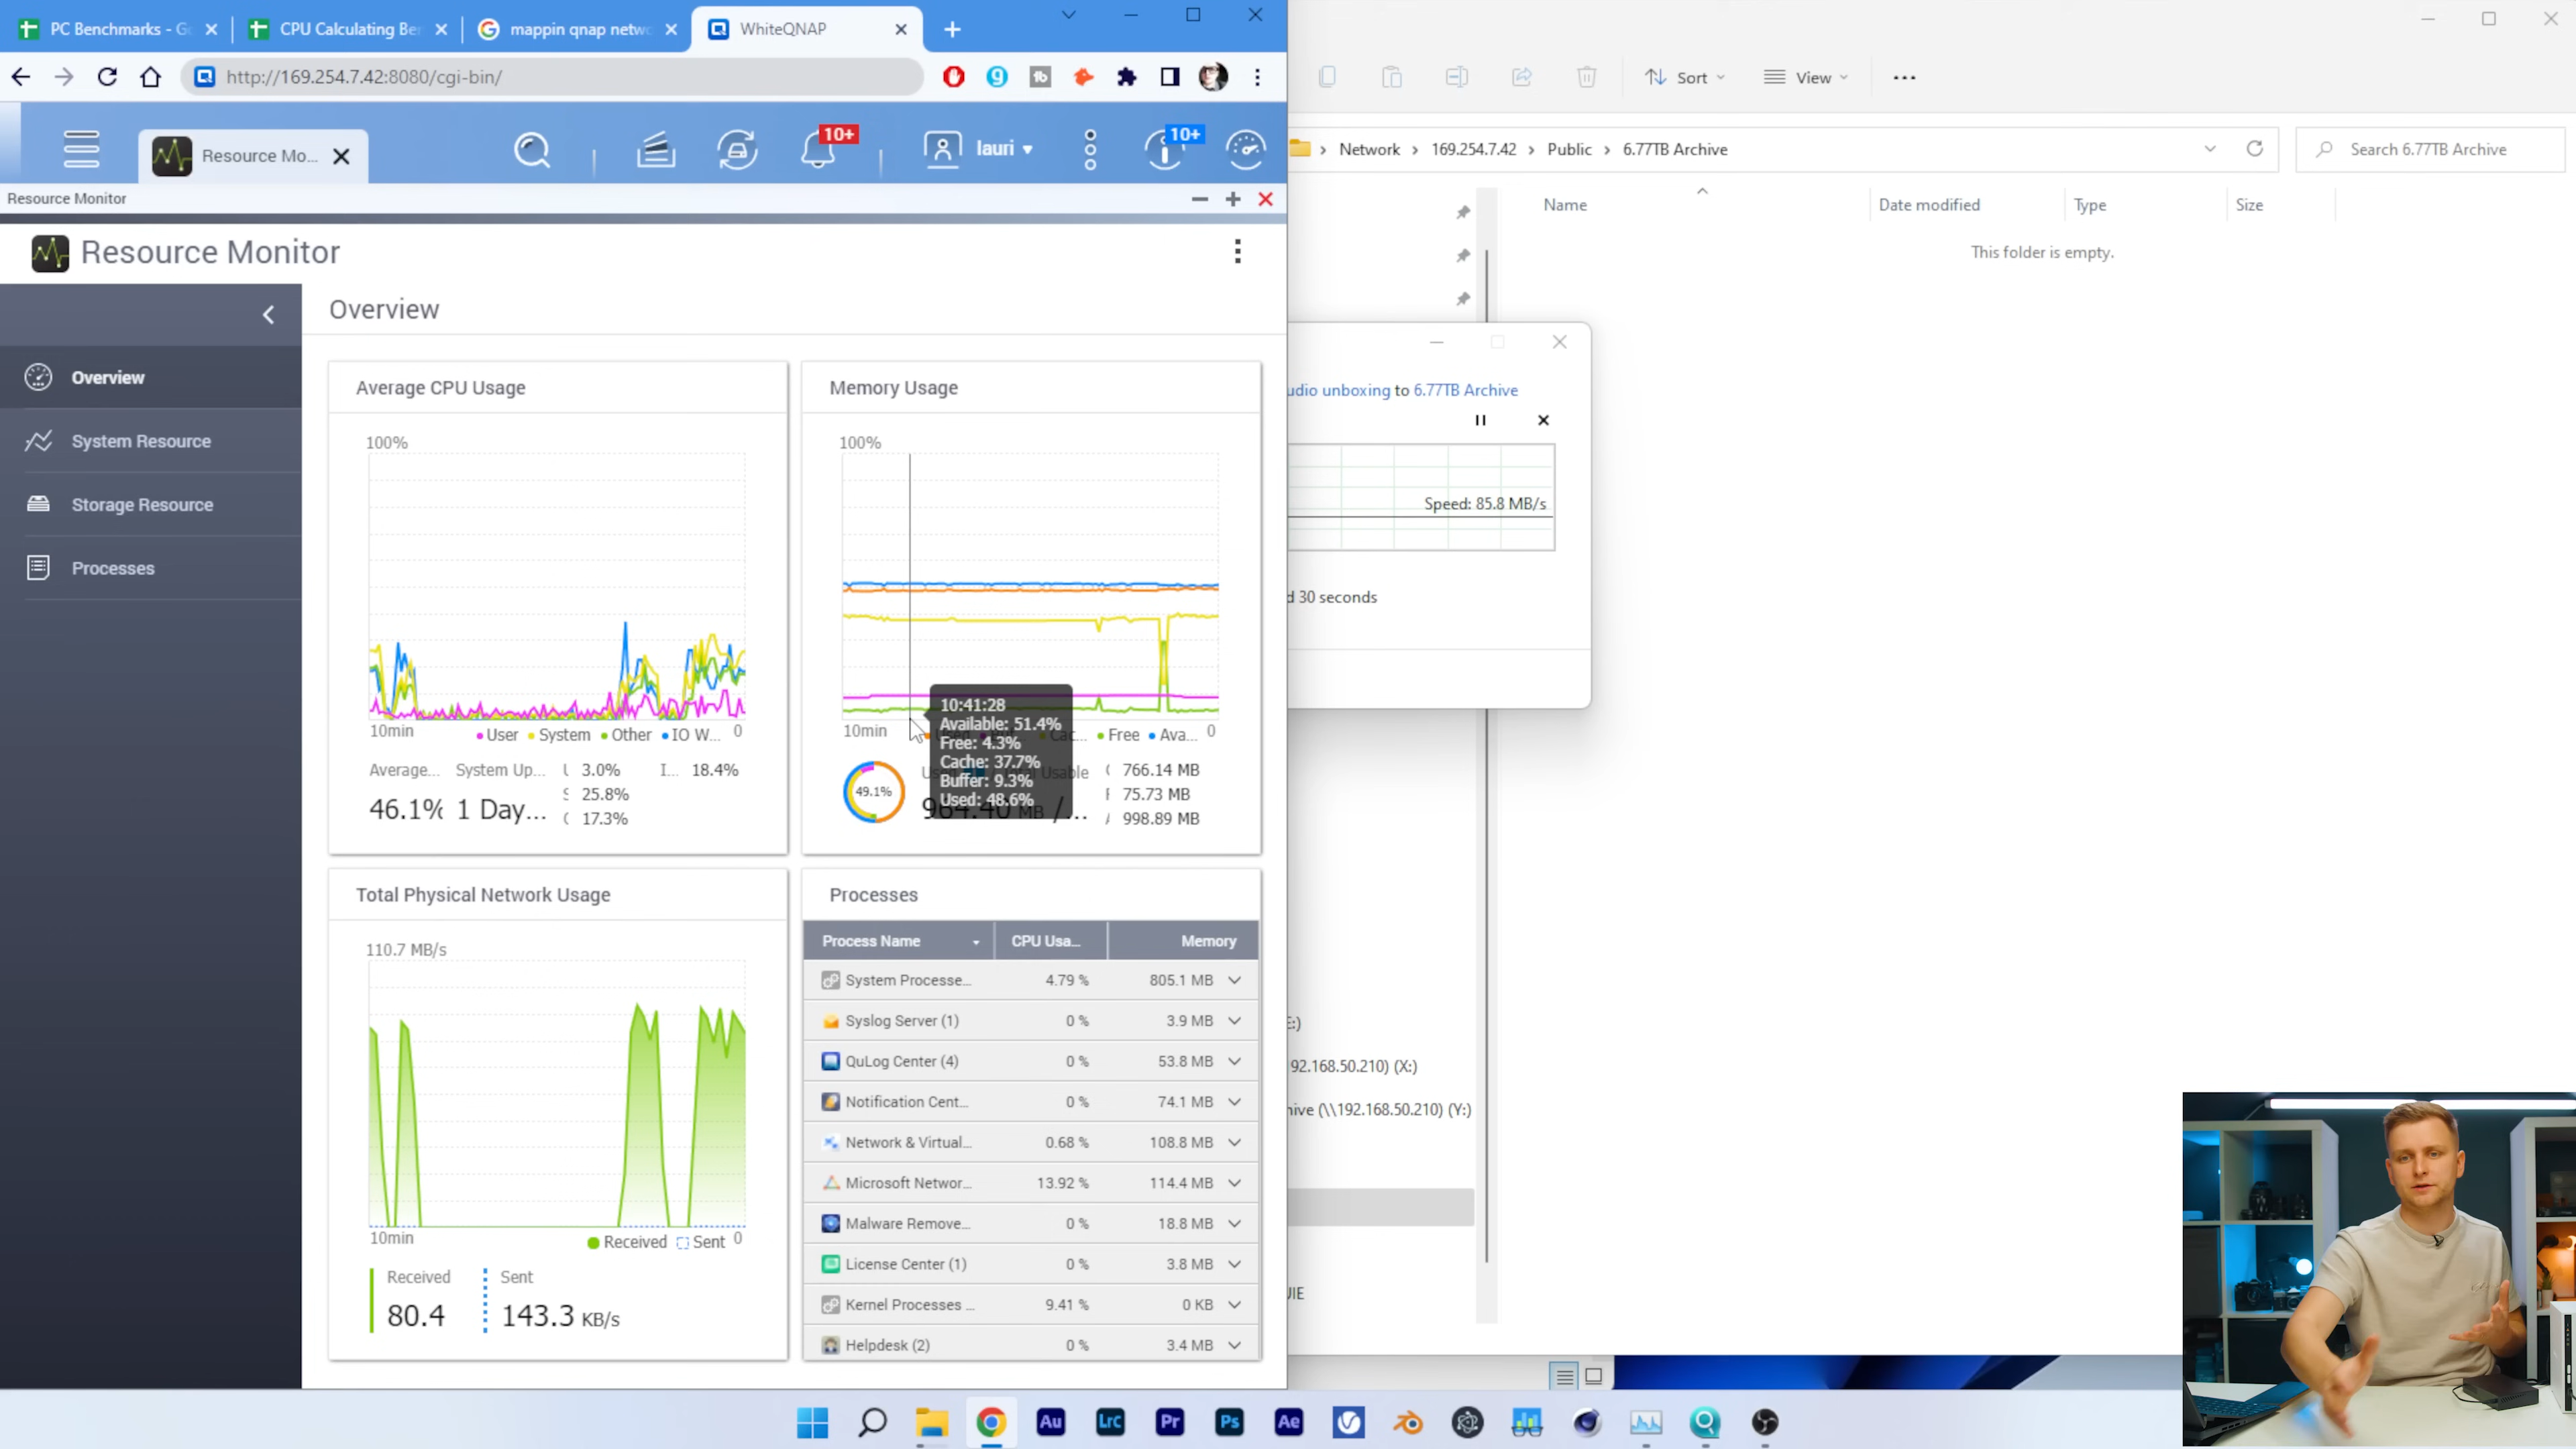 PC Benchmarks - Go
CPU Calculating Be
mappin qnap netwo
WhiteQNAP
http://169.254.7.42:8080/cgi-bin/
Resource Mo...
10+
lauri
10+
Resource Monitor
Resource Monitor
Overview
System Resource
Storage Resource
Processes
Overview
Average CPU Usage
100%
10min
User System Other IO W... 0
Average... System Up... 3.0% I... 18.4%
25.8%
17.3%
46.1% 1 Day...
Memory Usage
100%
10min
Free Ava... 0
10:41:28
Available: 51.4%
Free: 4.3%
Cache: 37.7%
Buffer: 9.3%
Used: 48.6%
49.1%
Usable
MB /...
766.14 MB
75.73 MB
998.89 MB
Total Physical Network Usage
110.7 MB/s
10min
Received Sent 0
Received Sent
80.4 143.3 KB/s
Processes
Process Name CPU Usa... Memory
System Processe... 4.79 % 805.1 MB
Syslog Server (1) 0 % 3.9 MB
QuLog Center (4) 0 % 53.8 MB
Notification Cent... 0 % 74.1 MB
Network & Virtual... 0.68 % 108.8 MB
Microsoft Networ... 13.92 % 114.4 MB
Malware Remove... 0 % 18.8 MB
License Center (1) 0 % 3.8 MB
Kernel Processes ... 9.41 % 0 KB
Helpdesk (2) 0 % 3.4 MB
Sort View
Network 169.254.7.42 Public 6.77TB Archive
Search 6.77TB Archive
Name Date modified Type Size
This folder is empty.
udio unboxing to 6.77TB Archive
Speed: 85.8 MB/s
d 30 seconds
E:)
92.168.50.210) (X:)
hive (\\192.168.50.210) (Y:)
UIE
Au LrC Pr Ps Ae